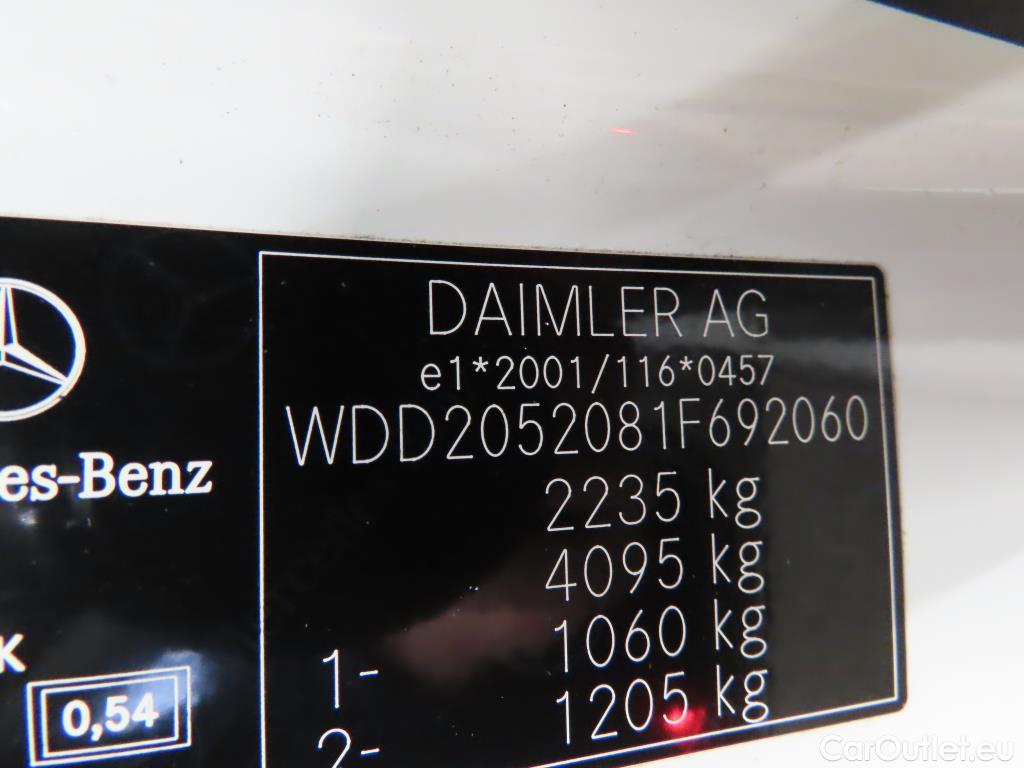 DAIMLER AG
e1*2001/116*0457
WDD2052081F692060
2235 kg
4095 kg
1- 1060 kg
2- 1205 kg
es-Benz
K
0,54
CarOutlet.eu